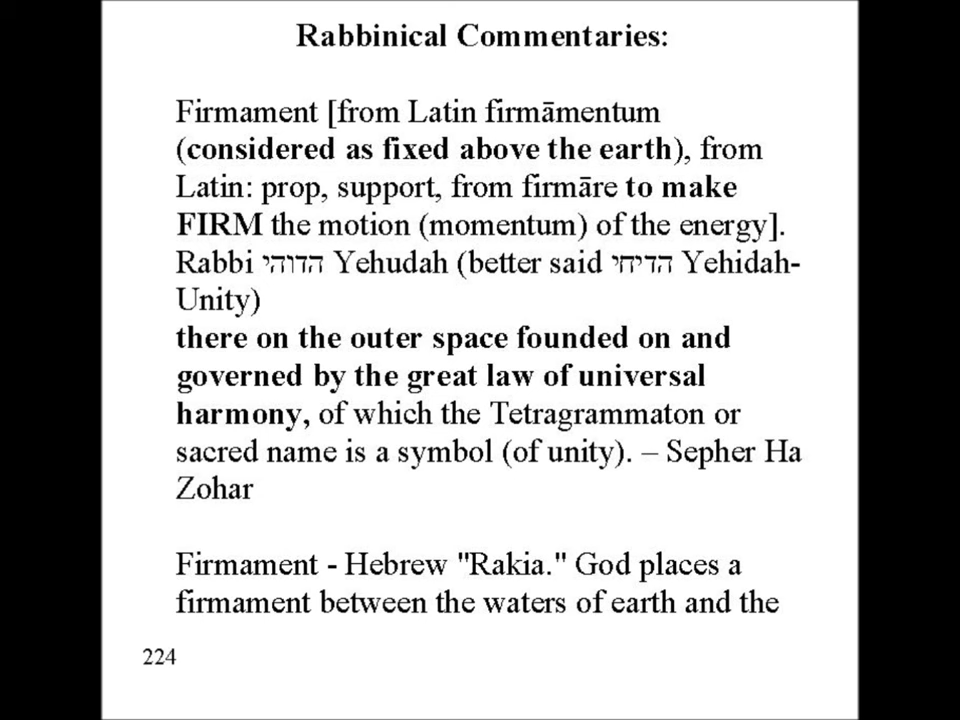 Rabbinical Commentaries:
Firmament [from Latin firmāmentum
(considered as fixed above the earth), from
Latin: prop, support, from firmāre to make
FIRM the motion (momentum) of the energy].
Rabbi הדוהי Yehudah (better said הדיחי Yehidah-
Unity)
there on the outer space founded on and
governed by the great law of universal
harmony, of which the Tetragrammaton or
sacred name is a symbol (of unity). – Sepher Ha
Zohar
Firmament - Hebrew "Rakia." God places a
firmament between the waters of earth and the
224